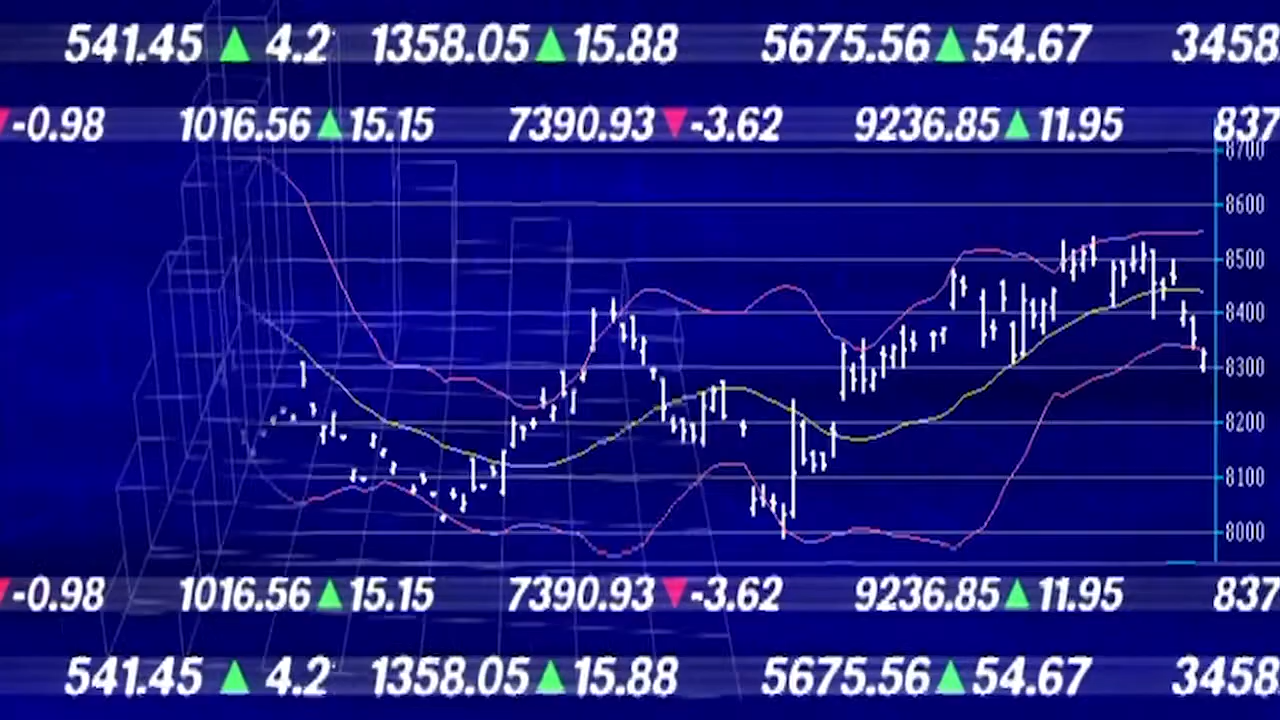 541.45 ▲ 4.2 1358.05 ▲ 15.88 5675.56 ▲ 54.67 3458
▼ -0.98 1016.56 ▲ 15.15 7390.93 ▼ -3.62 9236.85 ▲ 11.95 837
8700
8600
8500
8400
8300
8200
8100
8000
▼ -0.98 1016.56 ▲ 15.15 7390.93 ▼ -3.62 9236.85 ▲ 11.95 837
541.45 ▲ 4.2 1358.05 ▲ 15.88 5675.56 ▲ 54.67 3458